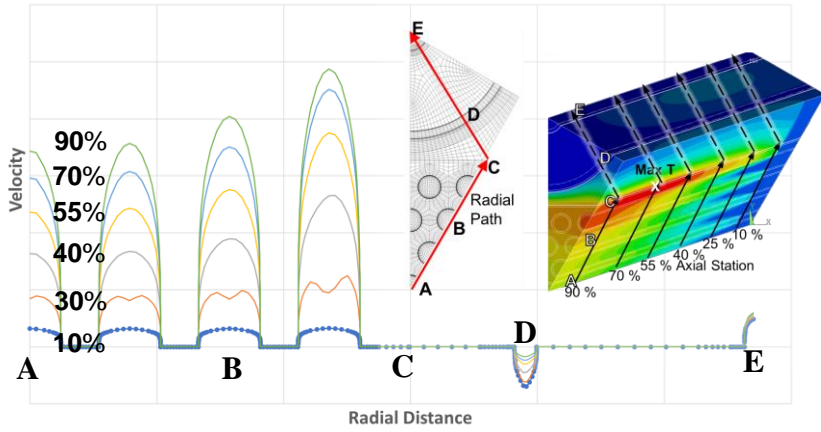 Velocity
90%
70%
55%
40%
30%
10%
A
B
C
D
E
Radial Distance
E
D
C
Radial
Path
B
A
E
D
Max T
X
C
B
A
10 %
25 %
40 %
55 % Axial Station
70 %
90 %
x